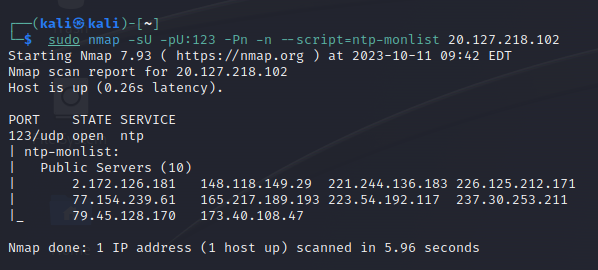 ┌──(kali㉿kali)-[~]
└─$ sudo nmap -sU -pU:123 -Pn -n --script=ntp-monlist 20.127.218.102
Starting Nmap 7.93 ( https://nmap.org ) at 2023-10-11 09:42 EDT
Nmap scan report for 20.127.218.102
Host is up (0.26s latency).

PORT    STATE SERVICE
123/udp open  ntp
| ntp-monlist:
|   Public Servers (10)
|       2.172.126.181   148.118.149.29  221.244.136.183 226.125.212.171
|       77.154.239.61   165.217.189.193 223.54.192.117  237.30.253.211
|_      79.45.128.170   173.40.108.47

Nmap done: 1 IP address (1 host up) scanned in 5.96 seconds